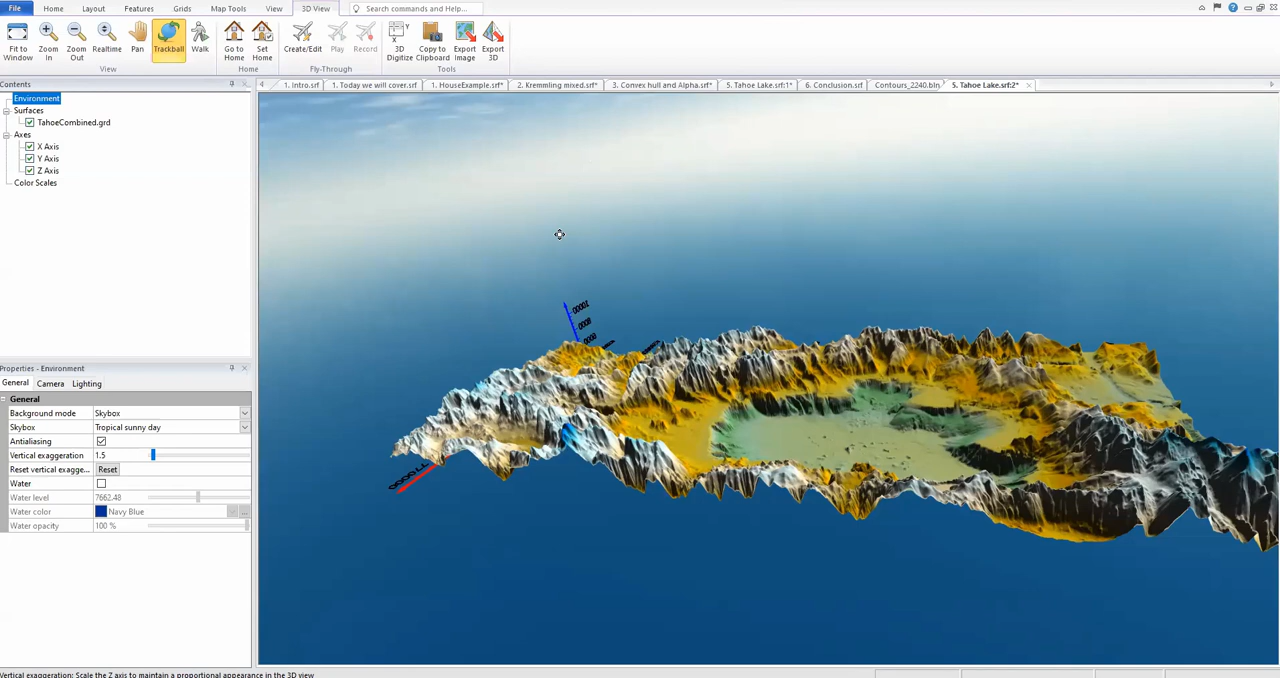 File Home Layout Features Grids Map Tools View 3D View Search commands and Help...
Fit to Window Zoom In Zoom Out Realtime Pan Trackball Walk Go to Home Set Home Create/Edit Play Record 3D Digitize Copy to Clipboard Export Image Export 3D
View Home Fly-Through Tools
Contents
1. Intro.srf 1. Today we will cover.srf 1. HouseExample.srf* 2. Kremmling mixed.srf* 3. Convex hull and Alpha.srf* 5. Tahoe Lake.srf:1* 6. Conclusion.srf Contours_2240.bln 5. Tahoe Lake.srf:2*
Environment
Surfaces
TahoeCombined.grd
Axes
X Axis
Y Axis
Z Axis
Color Scales
10000
8000
6000
770000
Properties - Environment
General Camera Lighting
General
Background mode Skybox
Skybox Tropical sunny day
Antialiasing
Vertical exaggeration 1.5
Reset vertical exagge... Reset
Water
Water level 7662.48
Water color Navy Blue ...
Water opacity 100 %
Vertical exaggeration: Scale the Z axis to maintain a proportional appearance in the 3D view